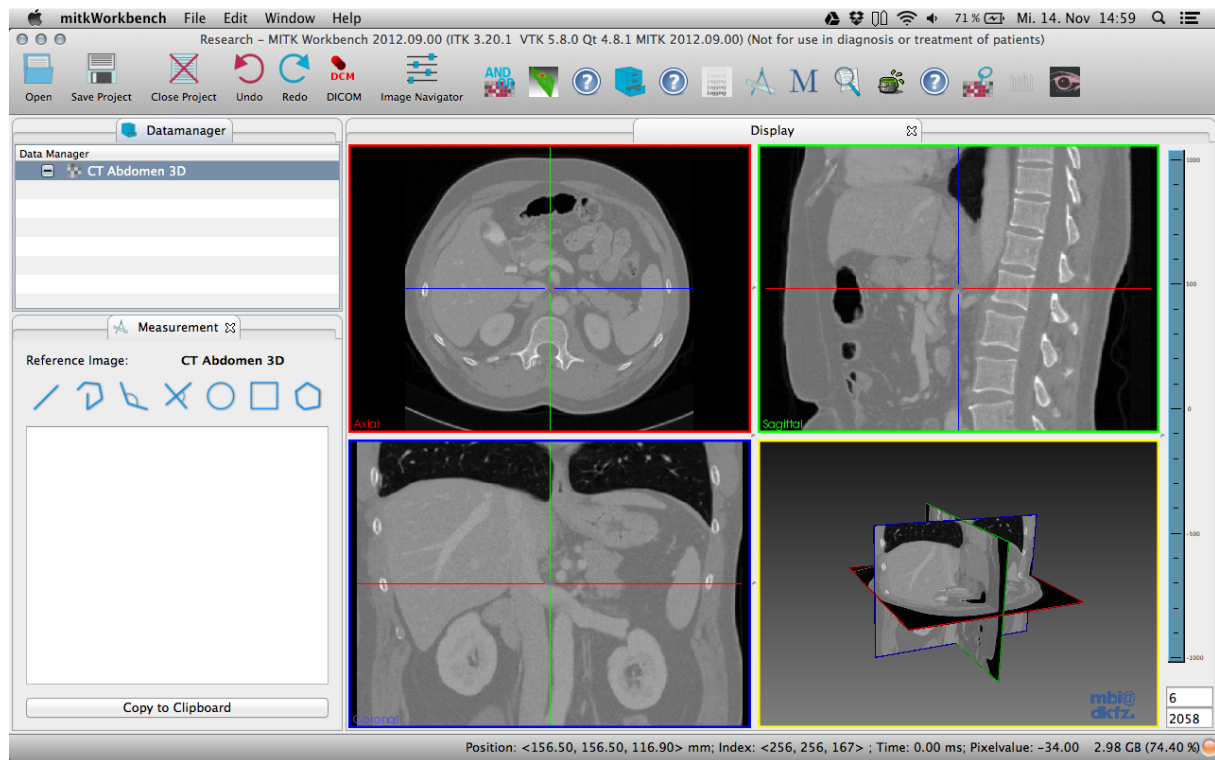 mitkWorkbench File Edit Window Help 71 % Mi. 14. Nov 14:59
Research – MITK Workbench 2012.09.00 (ITK 3.20.1 VTK 5.8.0 Qt 4.8.1 MITK 2012.09.00) (Not for use in diagnosis or treatment of patients)
DCM
AND
OR
Logging
Logging
Logging
M
Open Save Project Close Project Undo Redo DICOM Image Navigator
Datamanager
Display
Data Manager
CT Abdomen 3D
1000
500
0
-500
-1000
Measurement
Reference Image: CT Abdomen 3D
Axial
Sagittal
Coronal
mbi@
dkfz.
6
2058
Copy to Clipboard
Position: <156.50, 156.50, 116.90> mm; Index: <256, 256, 167> ; Time: 0.00 ms; Pixelvalue: -34.00 2.98 GB (74.40 %)